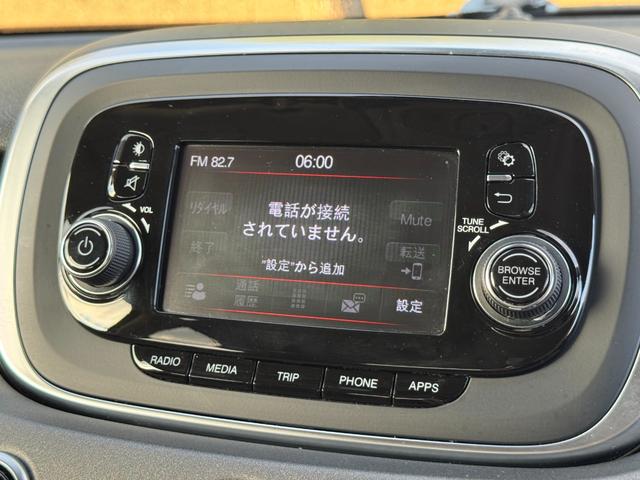 FM 82.7
06:00
リダイヤル
電話が接続
されていません。
Mute
終了
転送
"設定"から追加
通話
履歴
設定
VOL
TUNE
SCROLL
BROWSE
ENTER
RADIO
MEDIA
TRIP
PHONE
APPS